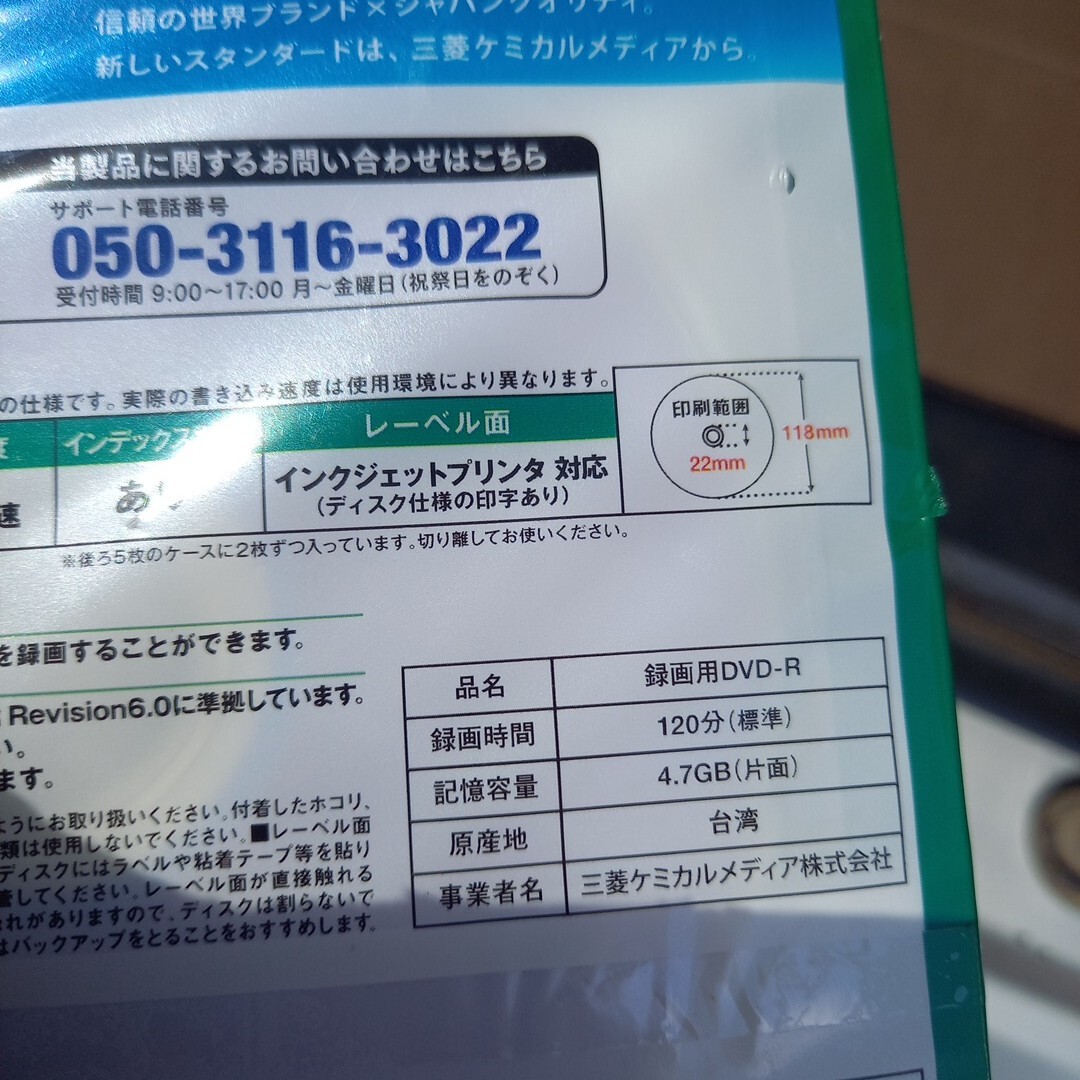 信頼の世界ブランド×ジャパンクオリティ。
新しいスタンダードは、三菱ケミカルメディアから。
当製品に関するお問い合わせはこちら
サポート電話番号
050-3116-3022
受付時間 9:00〜17:00 月〜金曜日(祝祭日をのぞく)
の仕様です。実際の書き込み速度は使用環境により異なります。
度 インデックス レーベル面
速 あり インクジェットプリンタ 対応
(ディスク仕様の印字あり)
印刷範囲
118mm
22mm
※後ろ5枚のケースに2枚ずつ入っています。切り離してお使いください。
を録画することができます。
Revision6.0に準拠しています。
い。
ます。
ようにお取り扱いください。付着したホコリ、
類は使用しないでください。■レーベル面
ディスクにはラベルや粘着テープ等を貼り
管してください。レーベル面が直接触れる
それがありますので、ディスクは割らないで
はバックアップをとることをおすすめします。
品名 録画用DVD-R
録画時間 120分(標準)
記憶容量 4.7GB(片面)
原産地 台湾
事業者名 三菱ケミカルメディア株式会社